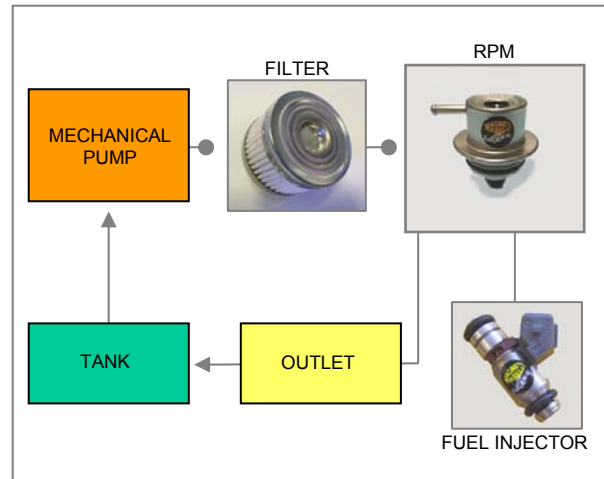 FILTER
RPM
MECHANICAL
PUMP
TANK
OUTLET
FUEL INJECTOR